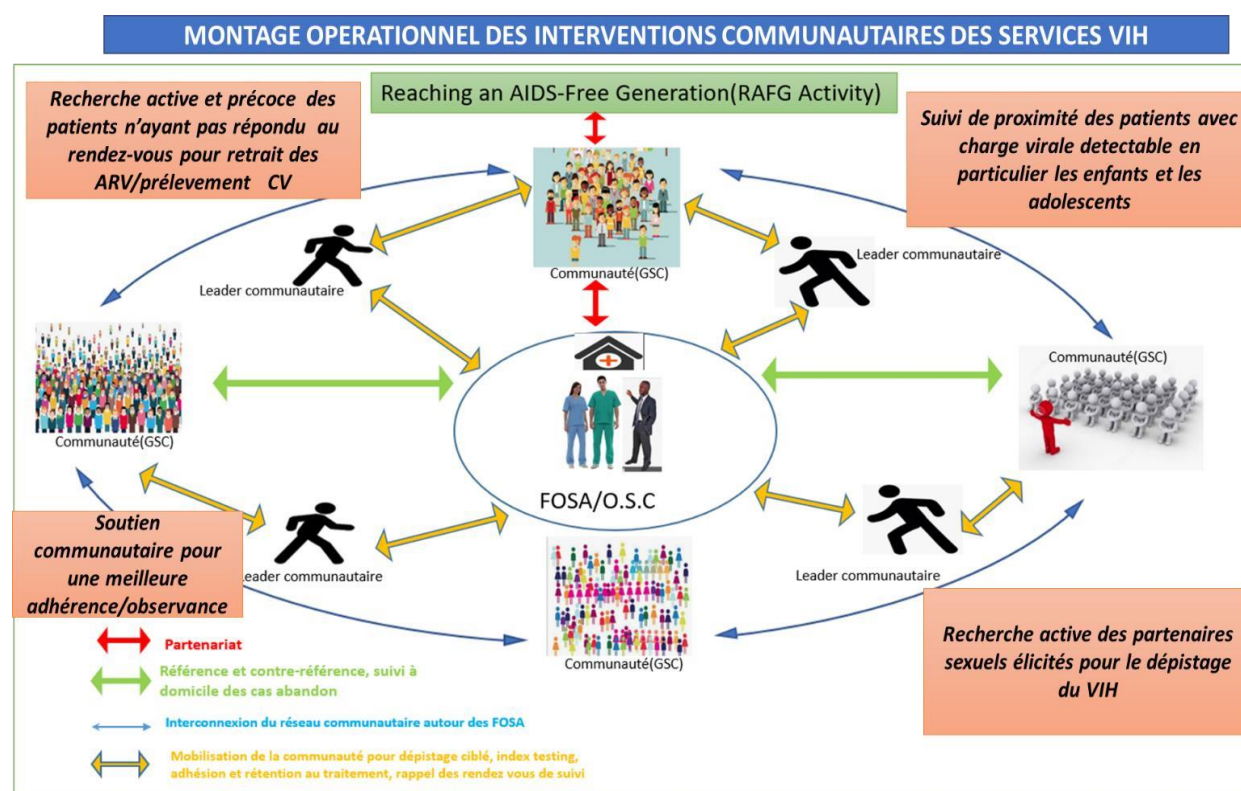 MONTAGE OPERATIONNEL DES INTERVENTIONS COMMUNAUTAIRES DES SERVICES VIH
Recherche active et précoce des
patients n'ayant pas répondu au
rendez-vous pour retrait des
ARV/prélevement CV
Reaching an AIDS-Free Generation(RAFG Activity)
Suivi de proximité des patients avec
charge virale detectable en
particulier les enfants et les
adolescents
Communauté(GSC)
Leader communautaire
Leader communautaire
Communauté(GSC)
Communauté(GSC)
FOSA/O.S.C
Soutien
communautaire pour
une meilleure
adhérence/observance
Leader communautaire
Leader communautaire
Communauté(GSC)
Recherche active des partenaires
sexuels élicités pour le dépistage
du VIH
Partenariat
Référence et contre-référence, suivi à
domicile des cas abandon
Interconnexion du réseau communautaire autour des FOSA
Mobilisation de la communauté pour dépistage ciblé, index testing,
adhésion et rétention au traitement, rappel des rendez vous de suivi